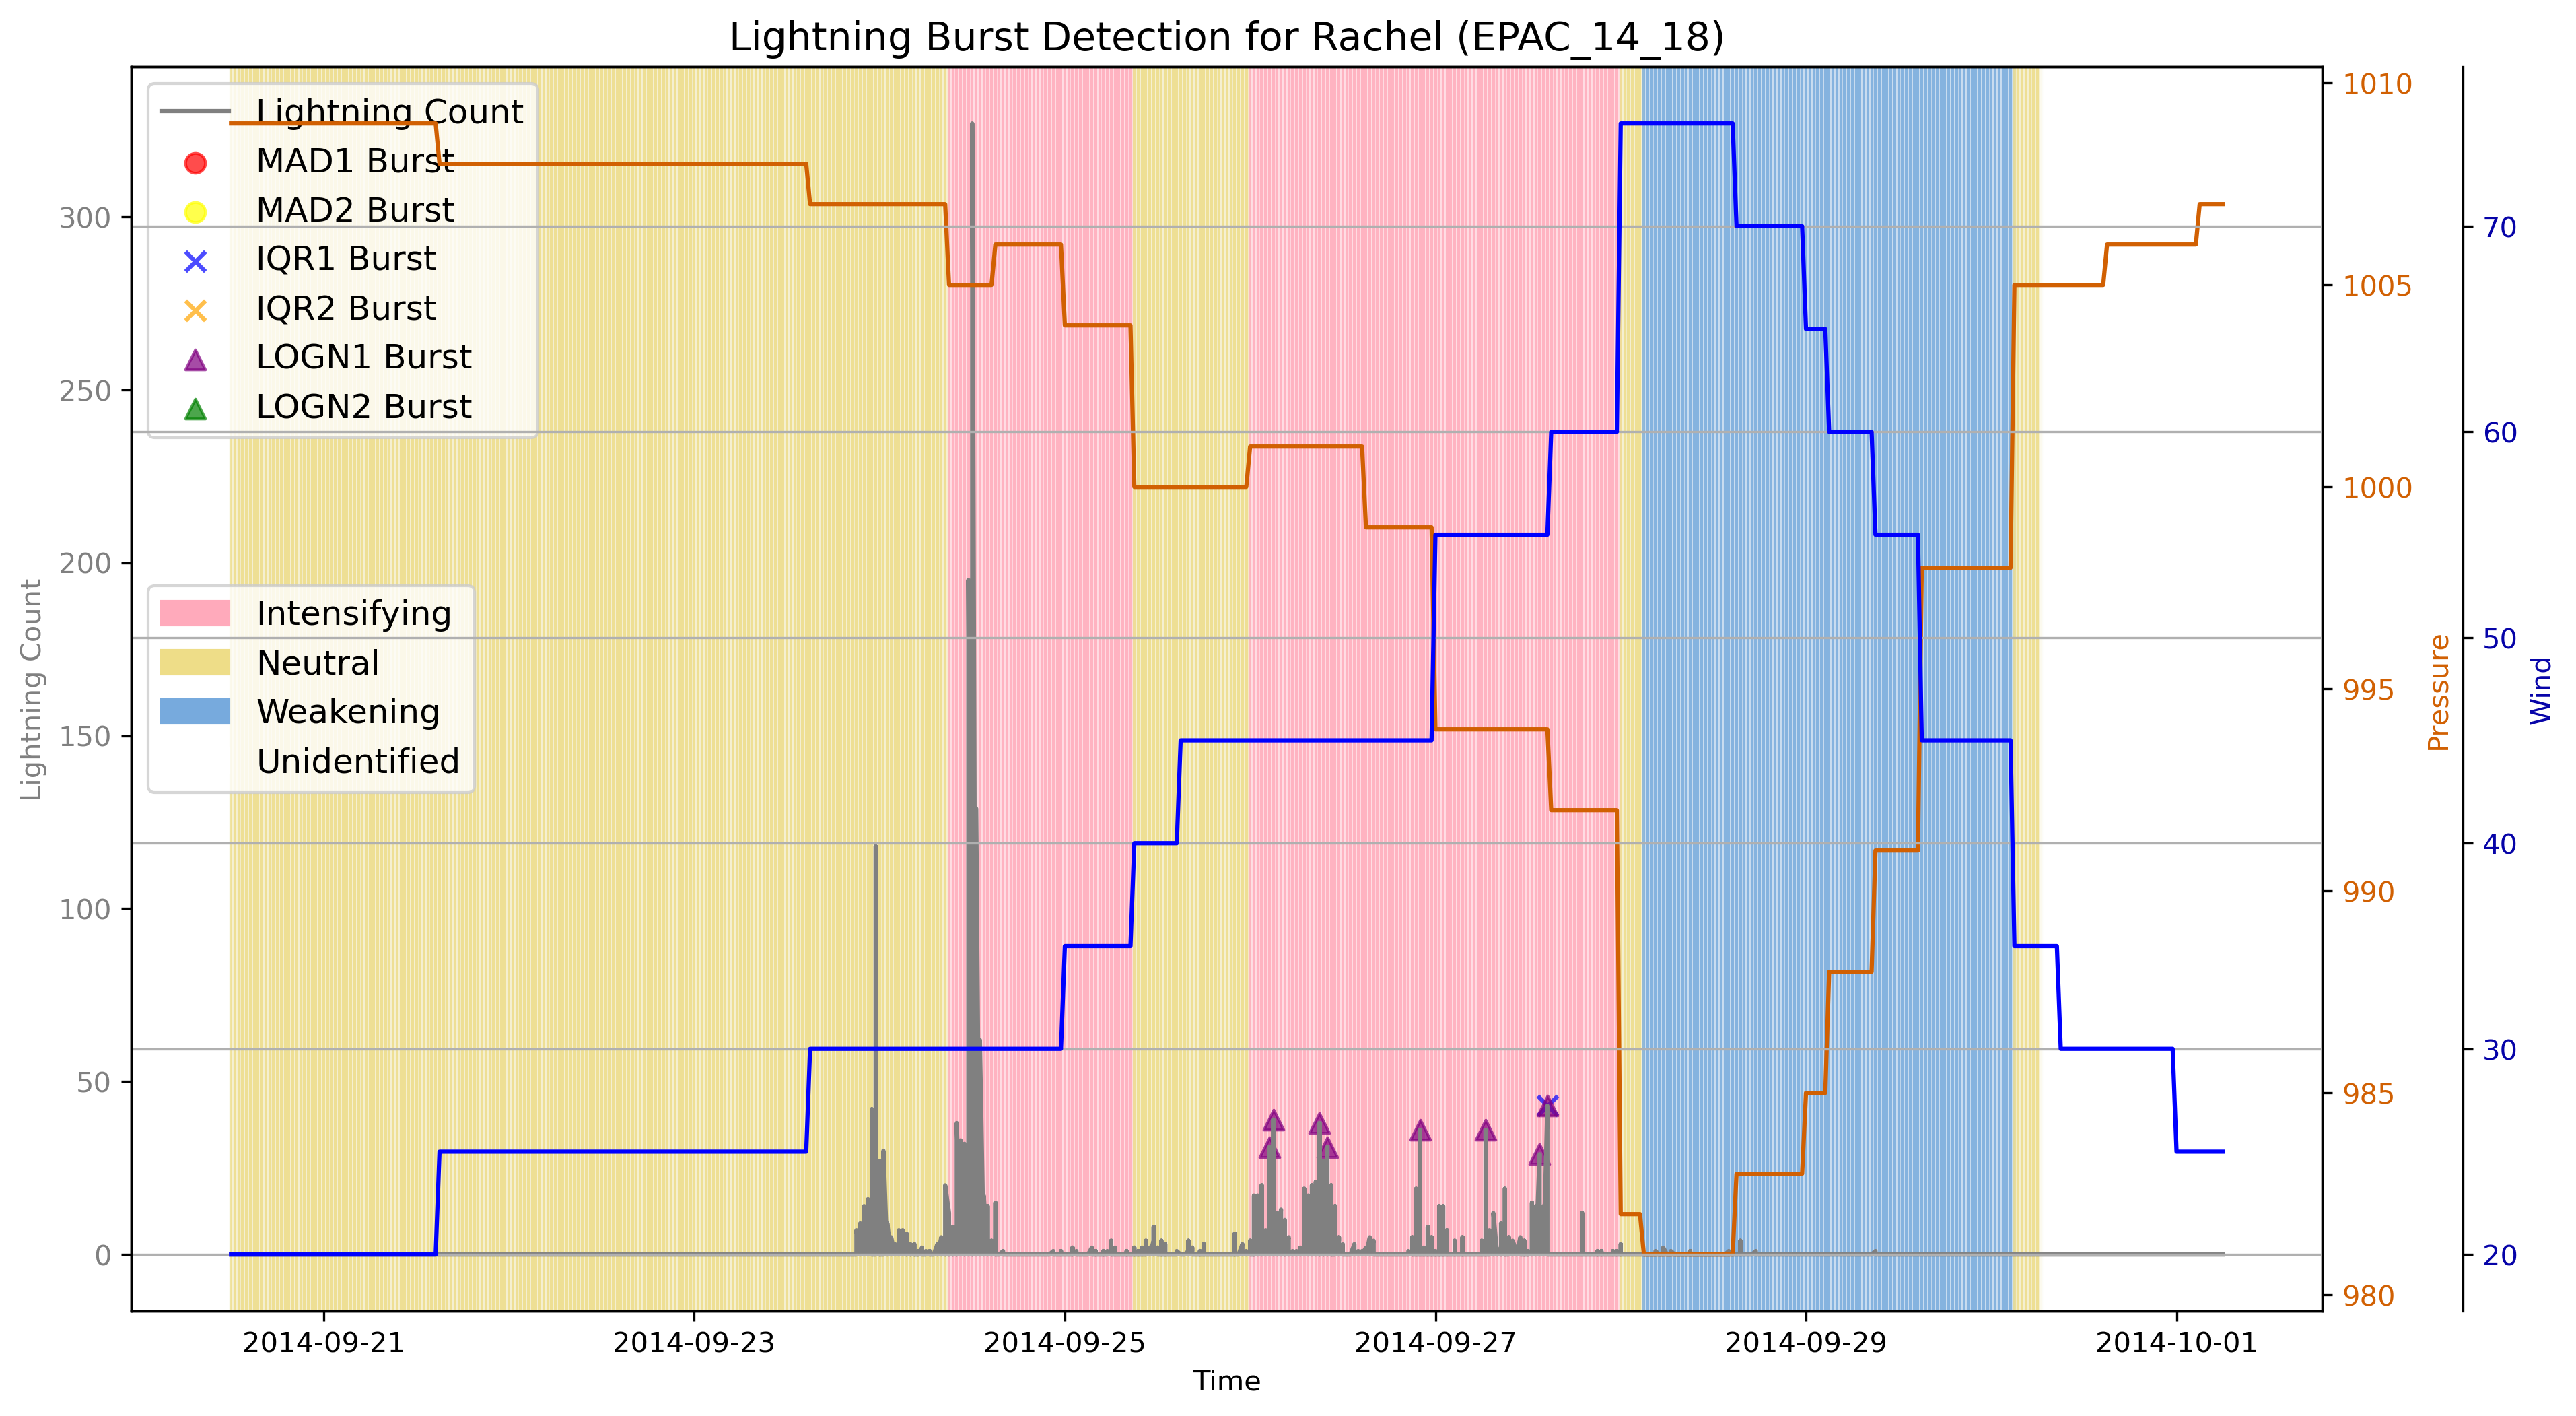 Lightning Burst Detection for Rachel (EPAC_14_18)
Lightning Count
MAD1 Burst
MAD2 Burst
IQR1 Burst
IQR2 Burst
LOGN1 Burst
LOGN2 Burst
Intensifying
Neutral
Weakening
Unidentified
Lightning Count
300
250
200
150
100
50
0
1010
1005
1000
995
990
985
980
Pressure
70
60
50
40
30
20
Wind
2014-09-21
2014-09-23
2014-09-25
2014-09-27
2014-09-29
2014-10-01
Time